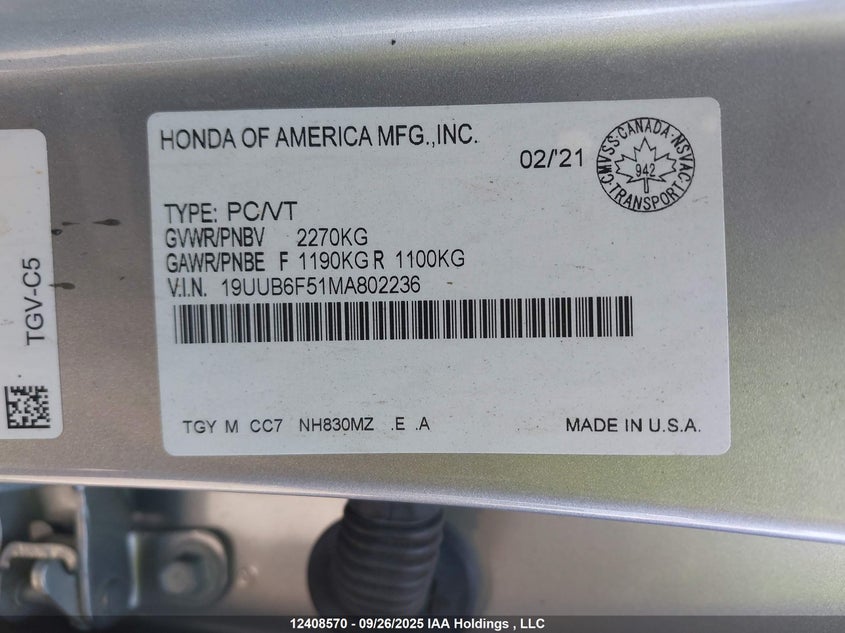 HONDA OF AMERICA MFG.,INC.
02/'21
CMVSS·CANADA·NSVAC
942
TRANSPORT
TYPE: PC/VT
GVWR/PNBV 2270KG
GAWR/PNBE F 1190KG R 1100KG
V.I.N. 19UUB6F51MA802236
TGY M CC7 NH830MZ .E .A
MADE IN U.S.A.
TGV-C5
12408570 - 09/26/2025 IAA Holdings , LLC